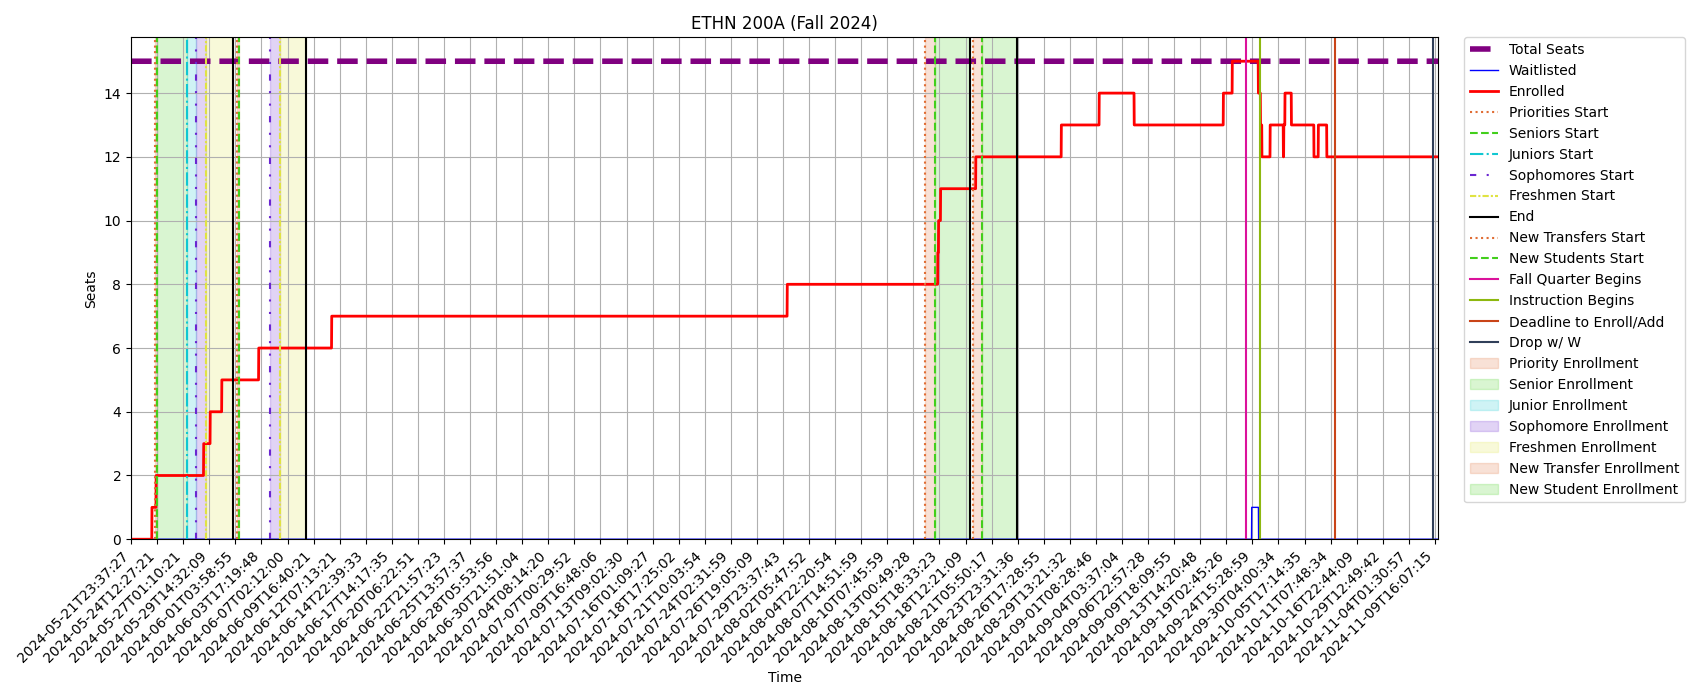 ETHN 200A (Fall 2024)
Seats
14
12
10
8
6
4
2
0
2024-05-21T23:37:27
2024-05-24T12:27:21
2024-05-27T01:10:21
2024-05-29T14:32:09
2024-06-01T03:58:55
2024-06-03T17:19:48
2024-06-07T02:12:00
2024-06-09T16:40:21
2024-06-12T07:13:21
2024-06-14T22:39:33
2024-06-17T14:17:35
2024-06-20T06:22:51
2024-06-22T21:57:23
2024-06-25T13:57:37
2024-06-28T05:53:56
2024-06-30T21:51:04
2024-07-04T08:14:20
2024-07-07T00:29:52
2024-07-09T16:48:06
2024-07-13T09:02:30
2024-07-16T01:09:27
2024-07-18T17:25:02
2024-07-21T10:03:54
2024-07-24T02:31:59
2024-07-26T19:05:09
2024-07-29T23:37:43
2024-08-02T05:47:52
2024-08-04T22:20:54
2024-08-07T14:51:59
2024-08-10T07:45:59
2024-08-13T00:49:28
2024-08-15T18:33:23
2024-08-18T12:21:09
2024-08-21T05:50:17
2024-08-23T23:31:36
2024-08-26T17:28:55
2024-08-29T13:21:32
2024-09-01T08:28:46
2024-09-04T03:37:04
2024-09-06T22:57:28
2024-09-09T18:09:55
2024-09-13T14:20:48
2024-09-19T02:45:26
2024-09-24T15:28:59
2024-09-30T04:00:34
2024-10-05T17:14:35
2024-10-11T07:48:34
2024-10-16T22:44:09
2024-10-29T12:49:42
2024-11-04T01:30:57
2024-11-09T16:07:15
Time
Total Seats
Waitlisted
Enrolled
Priorities Start
Seniors Start
Juniors Start
Sophomores Start
Freshmen Start
End
New Transfers Start
New Students Start
Fall Quarter Begins
Instruction Begins
Deadline to Enroll/Add
Drop w/ W
Priority Enrollment
Senior Enrollment
Junior Enrollment
Sophomore Enrollment
Freshmen Enrollment
New Transfer Enrollment
New Student Enrollment